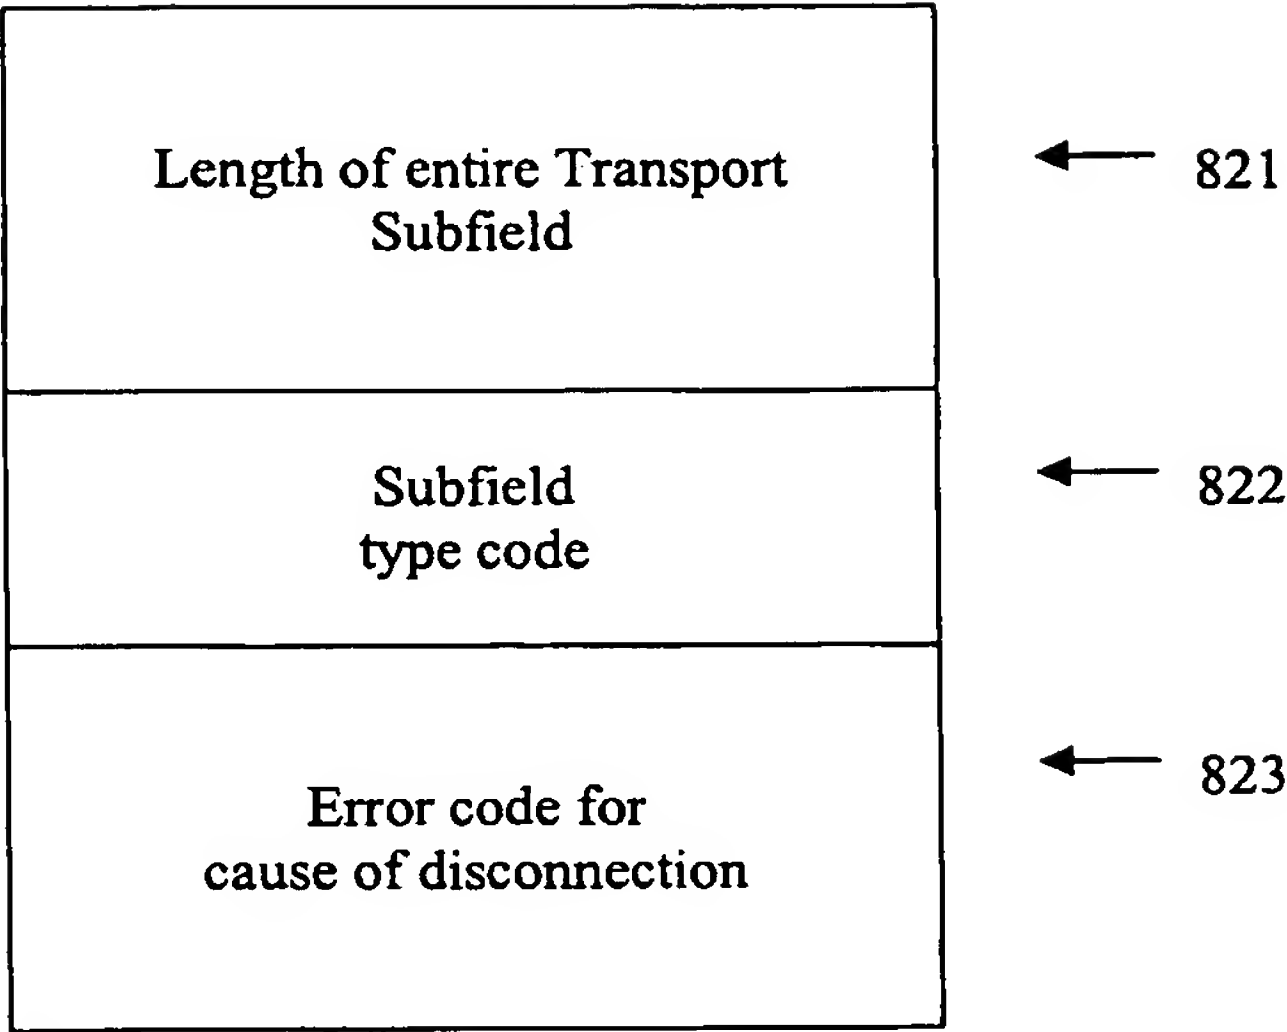 Length of entire Transport
Subfield
821
Subfield
type code
822
Error code for
cause of disconnection
823